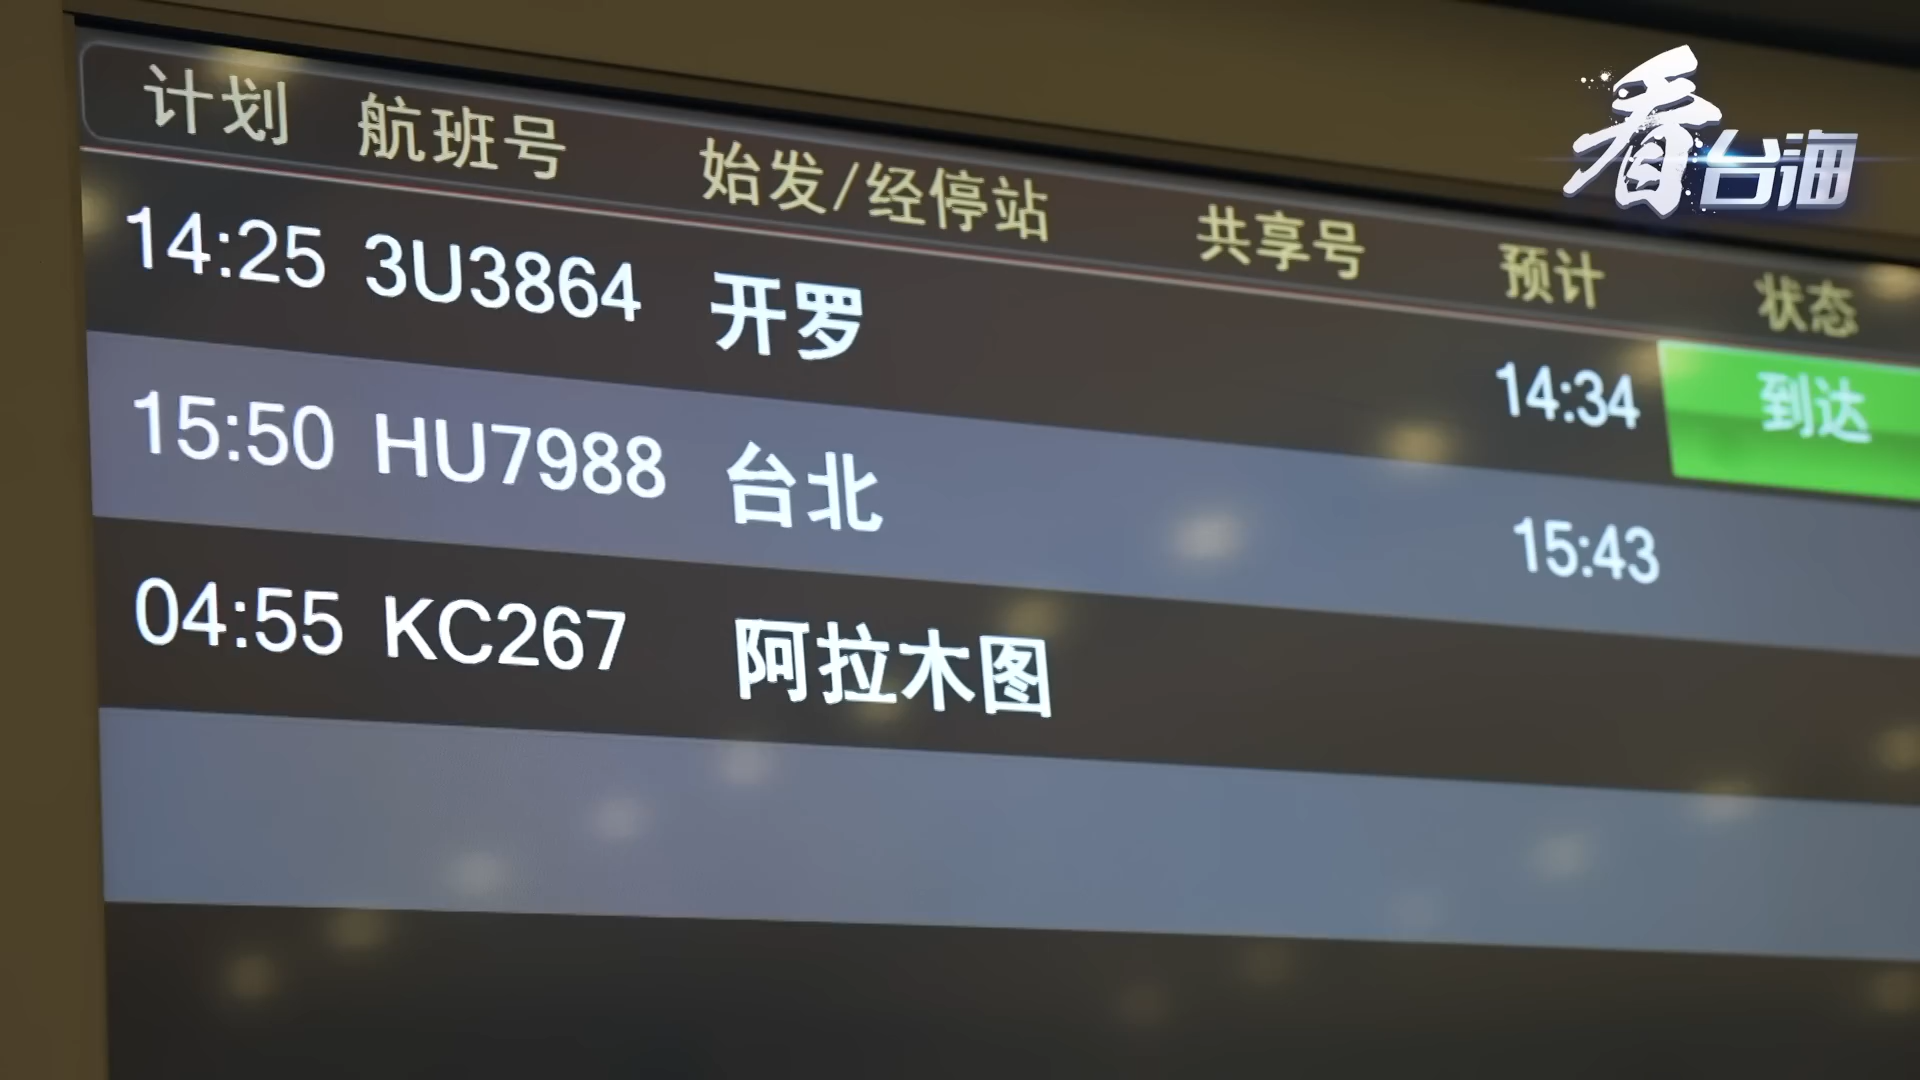 看台海
计划 航班号 始发/经停站 共享号 预计 状态
14:25 3U3864 开罗 14:34 到达
15:50 HU7988 台北 15:43
04:55 KC267 阿拉木图